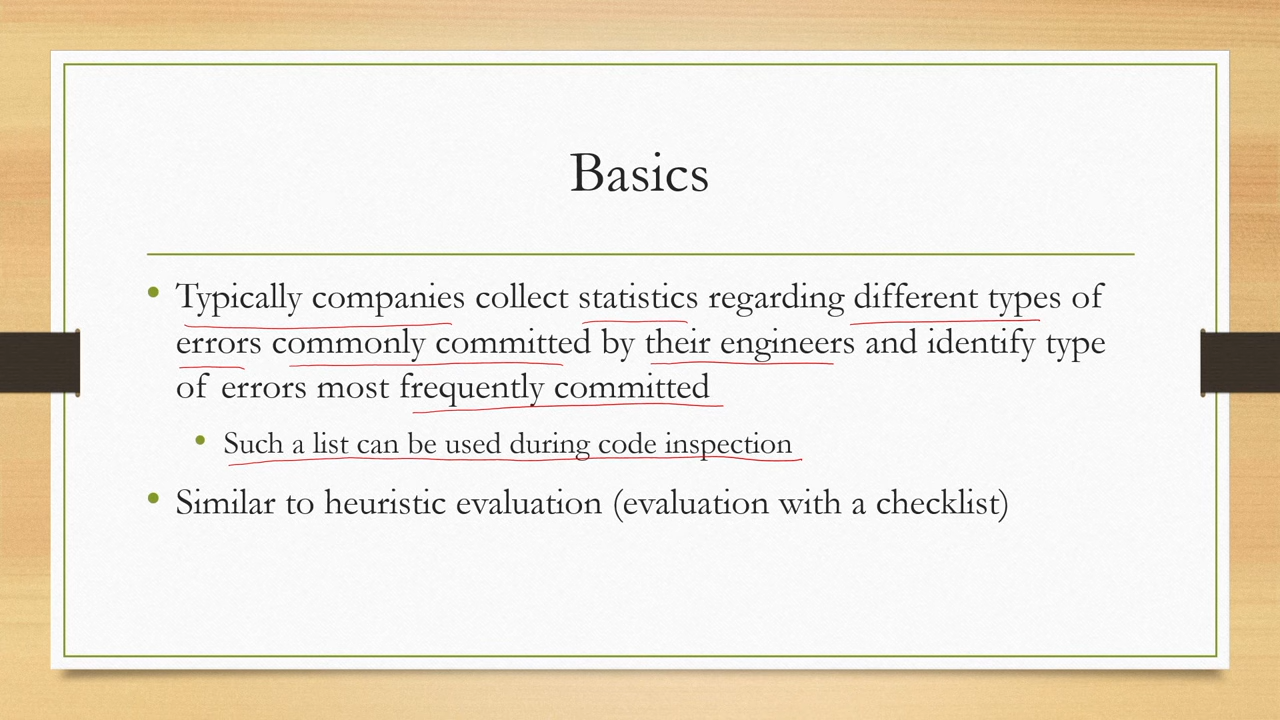 Basics
• Typically companies collect statistics regarding different types of
errors commonly committed by their engineers and identify type
of errors most frequently committed
• Such a list can be used during code inspection
• Similar to heuristic evaluation (evaluation with a checklist)